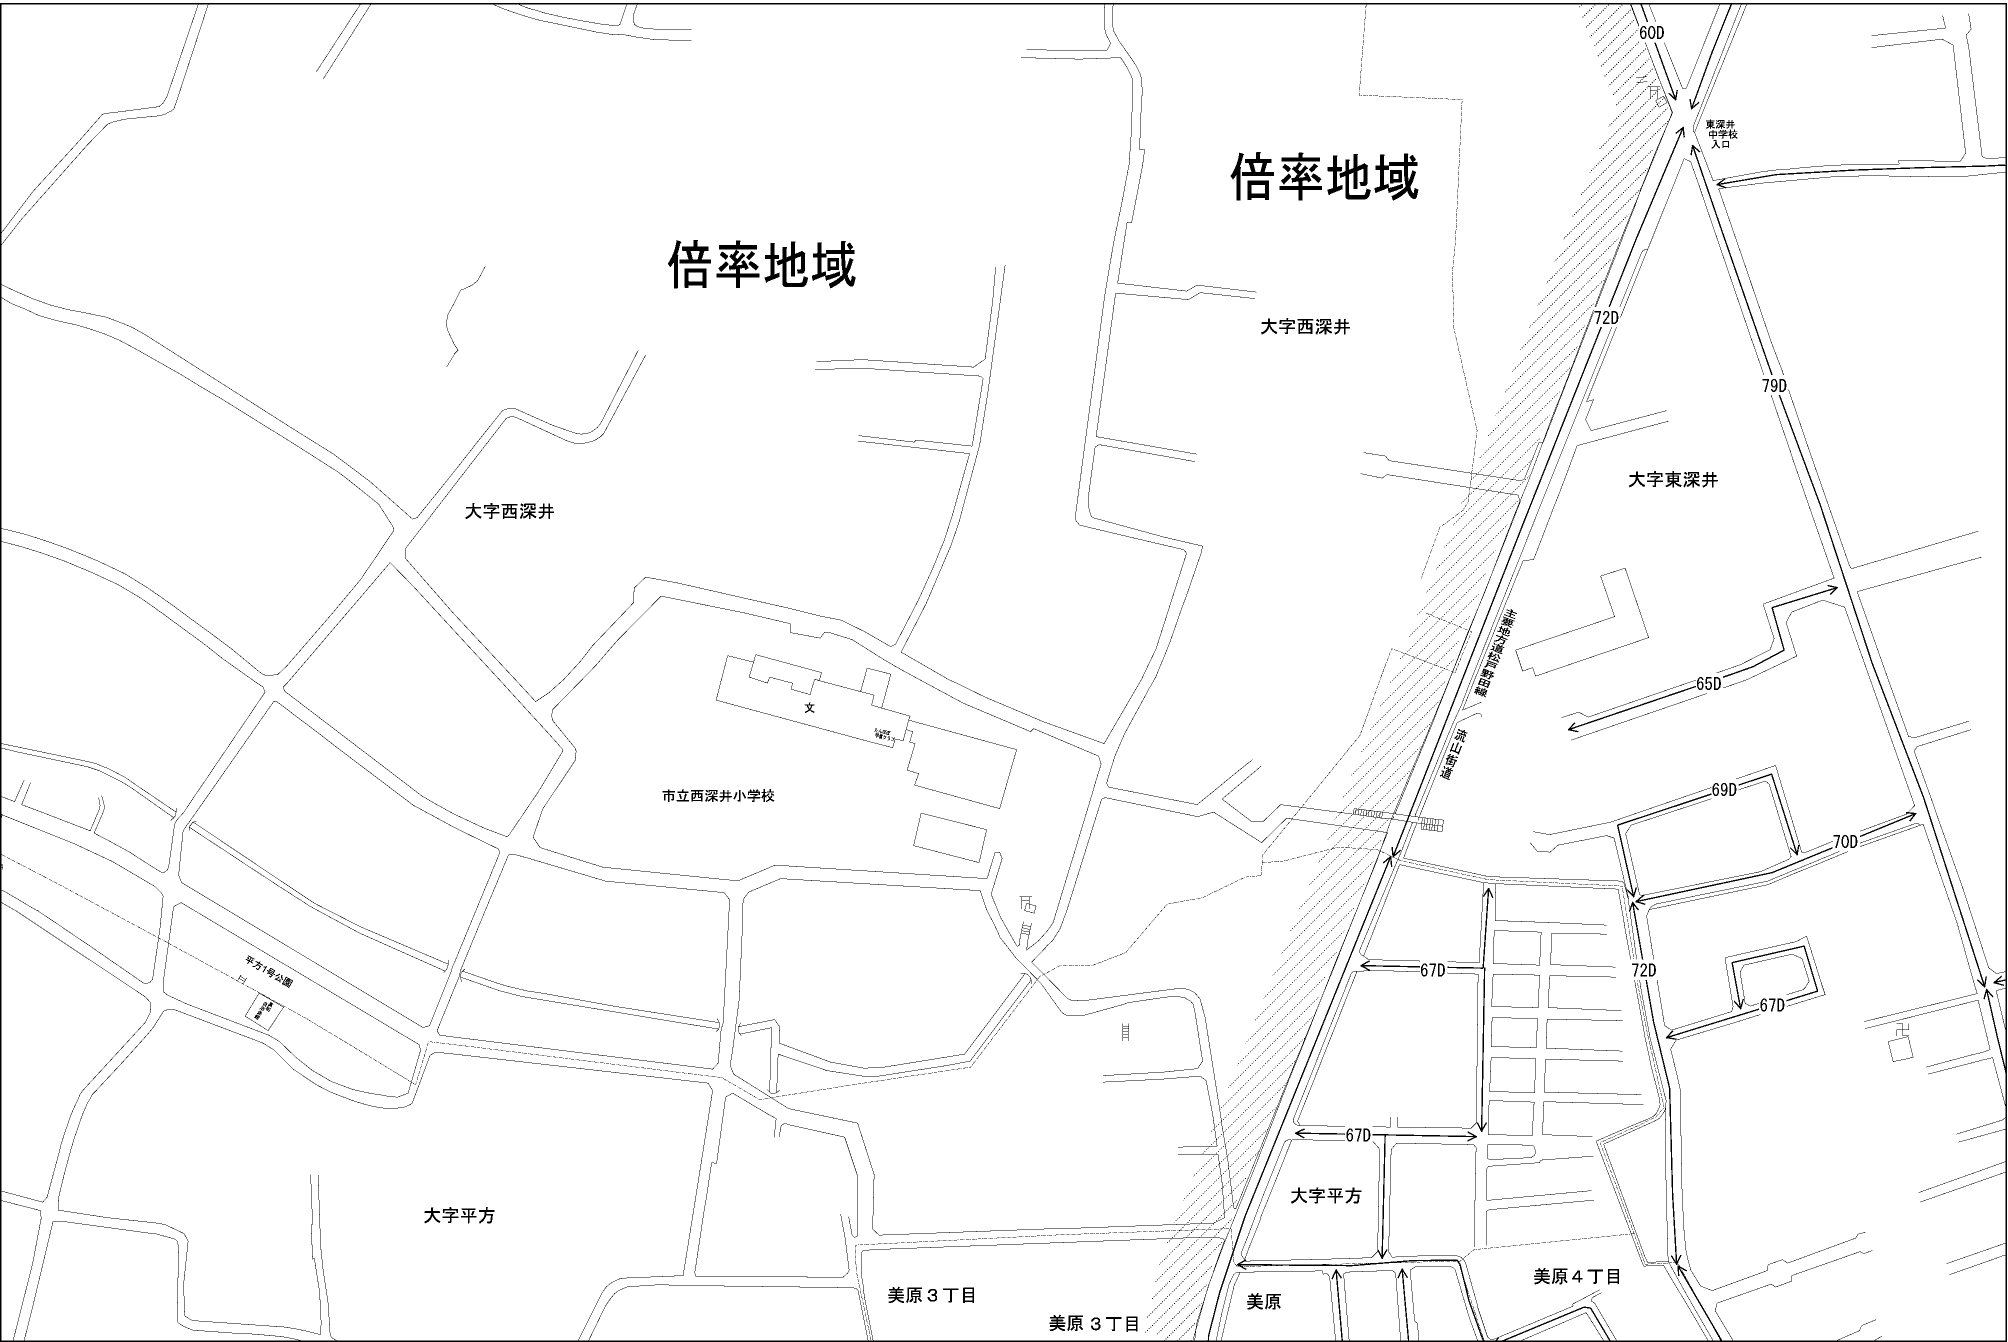 60D
東深井
中学校
入口
倍率地域
倍率地域
72D
大字西深井
79D
大字東深井
大字西深井
主要地方道松戸野田線
65D
文
流山街道
市立西深井小学校
69D
70D
平方1号公園
67D
72D
67D
67D
大字平方
大字平方
美原4丁目
美原3丁目
美原
美原3丁目